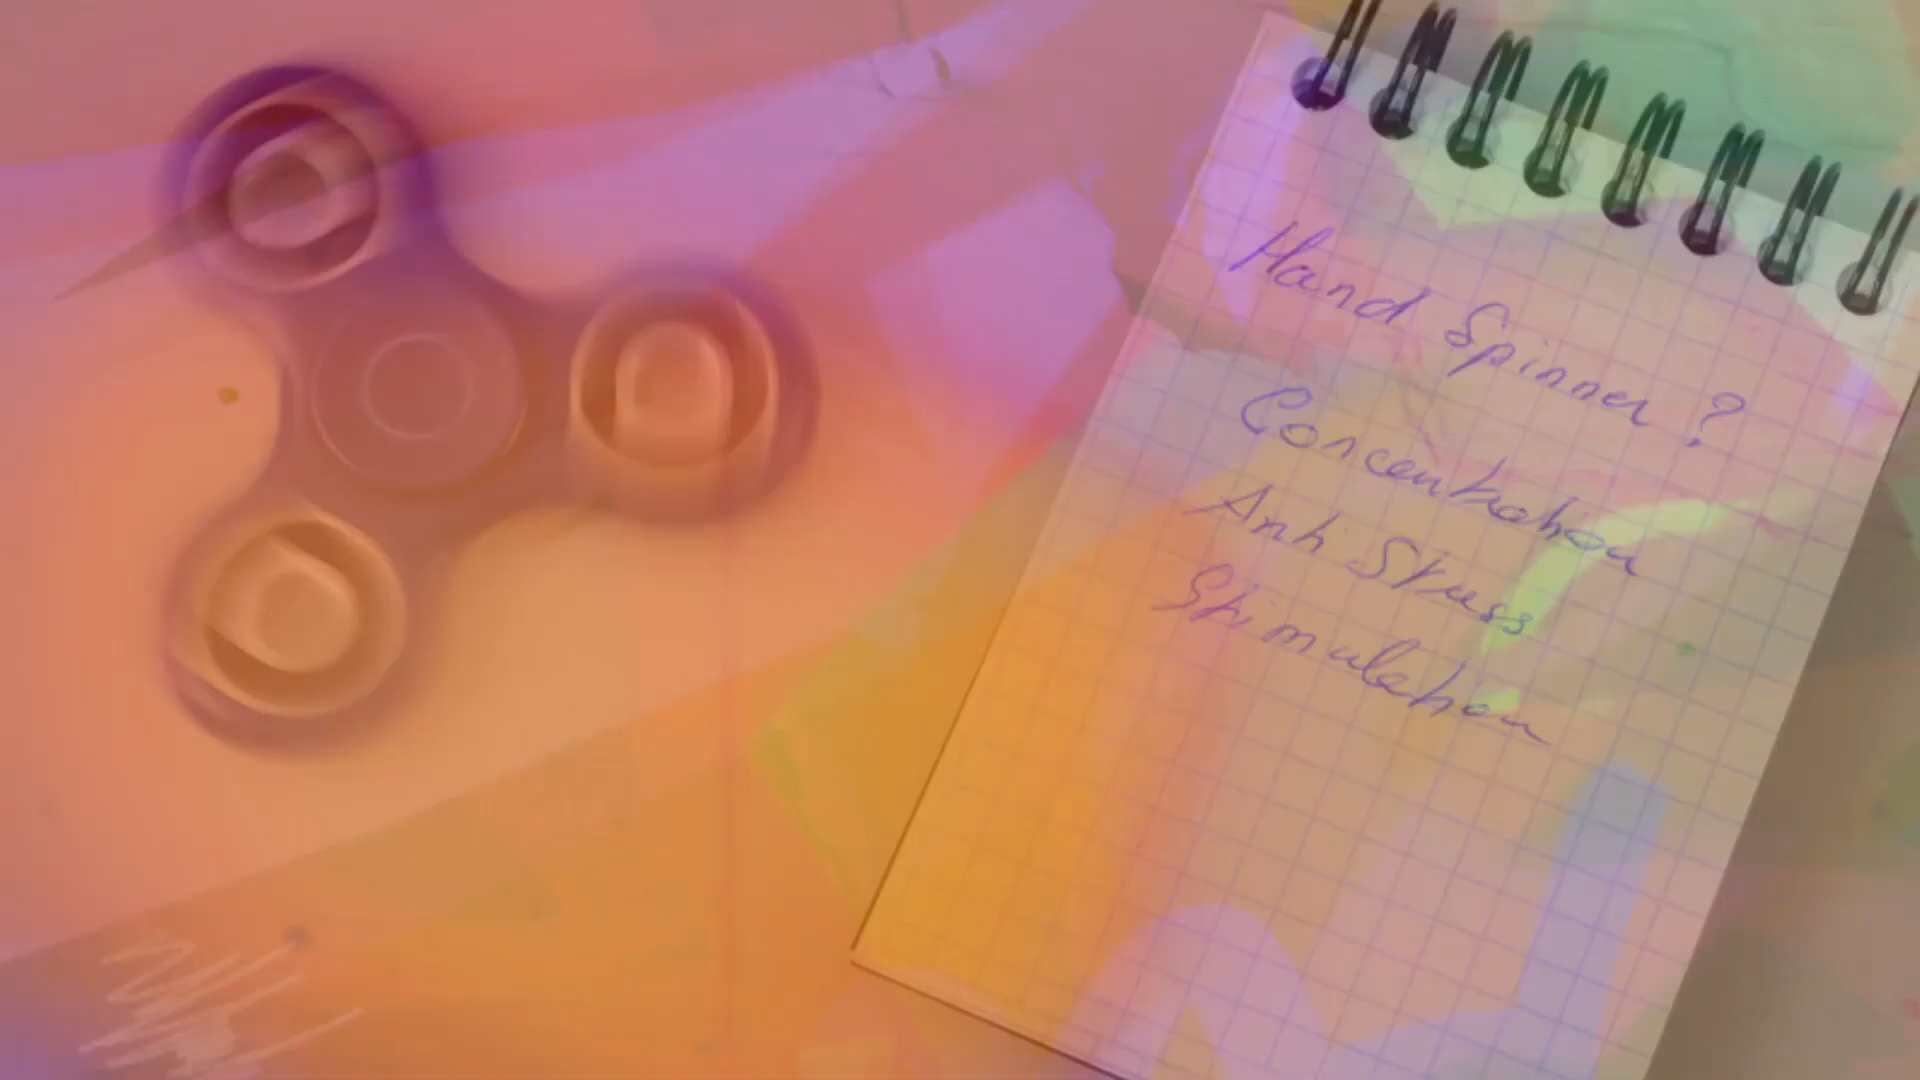 Hand Spinner ?
Concentration
Anti Stress
Stimulation